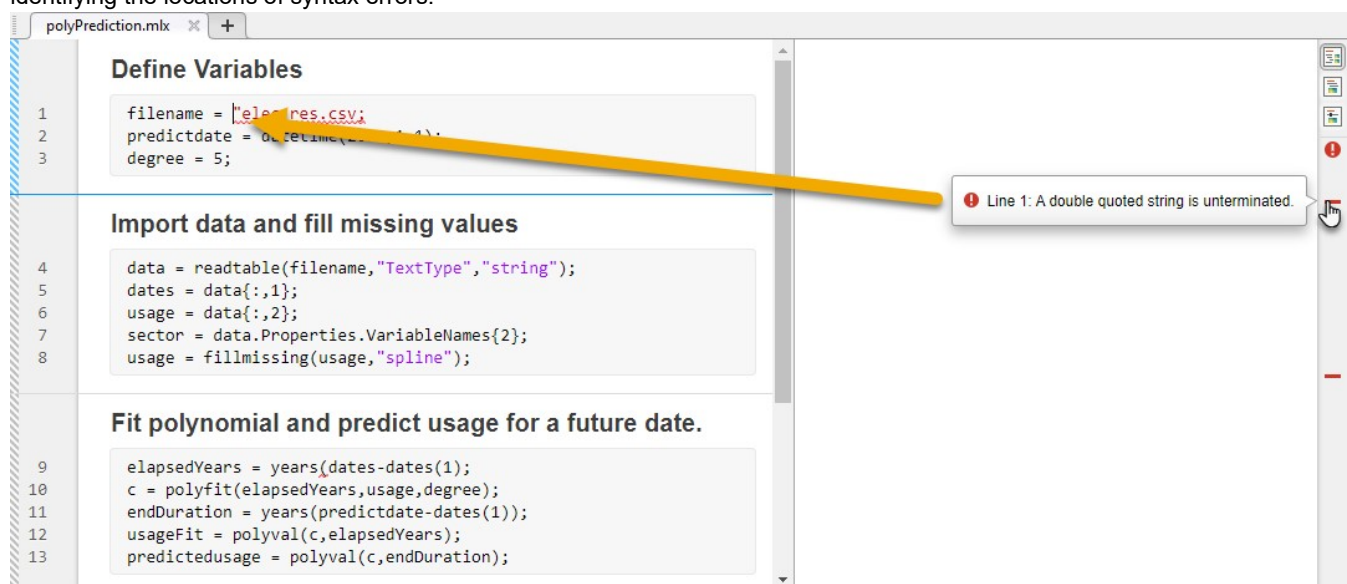 identifying the locations of syntax errors.
polyPrediction.mlx
Define Variables
1 filename = "elecres.csv;
2 predictdate =
3 degree = 5;
Line 1: A double quoted string is unterminated.
Import data and fill missing values
4 data = readtable(filename,"TextType","string");
5 dates = data{:,1};
6 usage = data{:,2};
7 sector = data.Properties.VariableNames{2};
8 usage = fillmissing(usage,"spline");
Fit polynomial and predict usage for a future date.
9 elapsedYears = years(dates-dates(1);
10 c = polyfit(elapsedYears,usage,degree);
11 endDuration = years(predictdate-dates(1));
12 usageFit = polyval(c,elapsedYears);
13 predictedusage = polyval(c,endDuration);